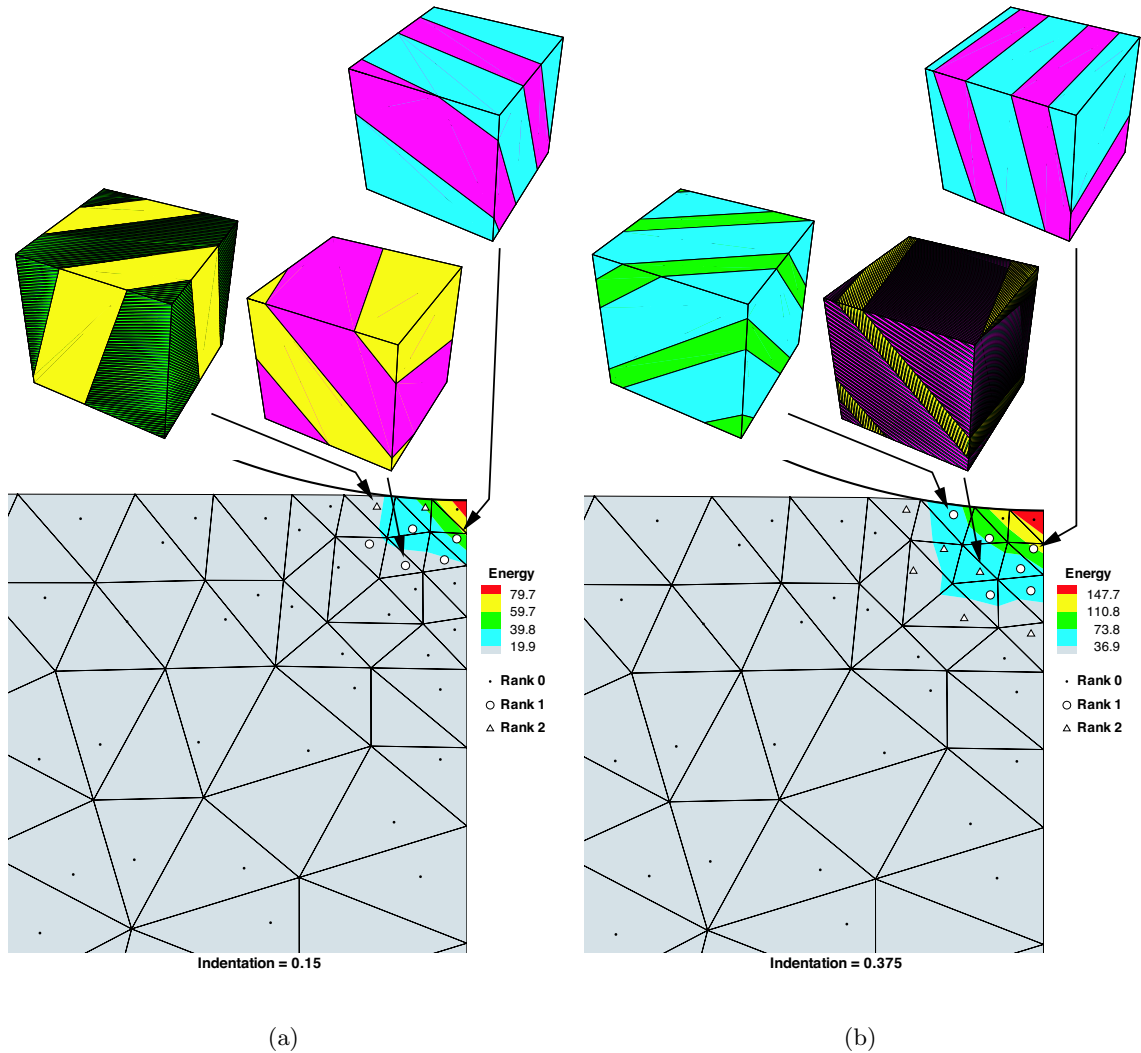 Energy
79.7
59.7
39.8
19.9
Rank 0
Rank 1
Rank 2
Indentation = 0.15
(a)
Energy
147.7
110.8
73.8
36.9
Rank 0
Rank 1
Rank 2
Indentation = 0.375
(b)